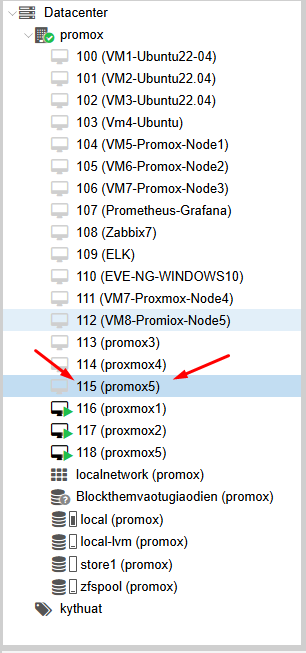 Datacenter
promox
100 (VM1-Ubuntu22-04)
101 (VM2-Ubuntu22.04)
102 (VM3-Ubuntu22.04)
103 (Vm4-Ubuntu)
104 (VM5-Promox-Node1)
105 (VM6-Promox-Node2)
106 (VM7-Promox-Node3)
107 (Prometheus-Grafana)
108 (Zabbix7)
109 (ELK)
110 (EVE-NG-WINDOWS10)
111 (VM7-Proxmox-Node4)
112 (VM8-Promiox-Node5)
113 (promox3)
114 (proxmox4)
115 (promox5)
116 (proxmox1)
117 (proxmox2)
118 (proxmox5)
localnetwork (promox)
Blockthemvaotugiaodien (promox)
local (promox)
local-lvm (promox)
store1 (promox)
zfspool (promox)
kythuat